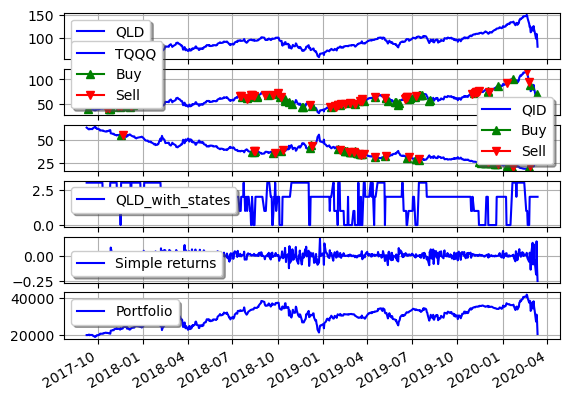 150
100
QLD
TQQQ
Buy
Sell
100
50
QID
Buy
Sell
50
25
2.5
0.0
QLD_with_states
0.00
−0.25
Simple returns
40000
20000
Portfolio
2017-10
2018-01
2018-04
2018-07
2018-10
2019-01
2019-04
2019-07
2019-10
2020-01
2020-04